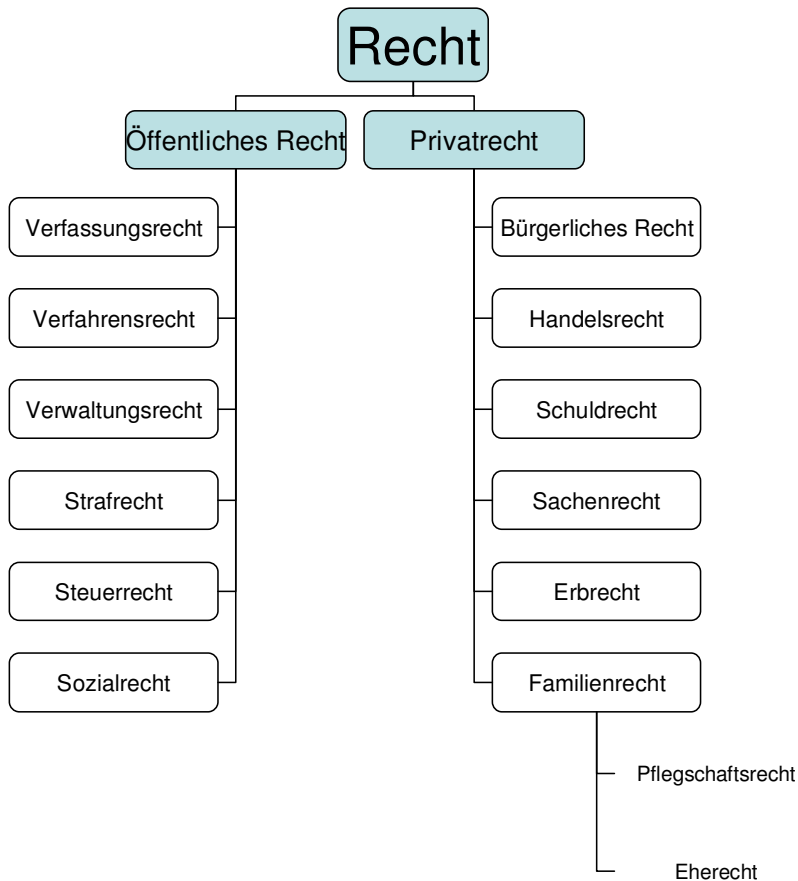 Recht
Öffentliches Recht
Privatrecht
Verfassungsrecht
Verfahrensrecht
Verwaltungsrecht
Strafrecht
Steuerrecht
Sozialrecht
Bürgerliches Recht
Handelsrecht
Schuldrecht
Sachenrecht
Erbrecht
Familienrecht
Pflegschaftsrecht
Eherecht